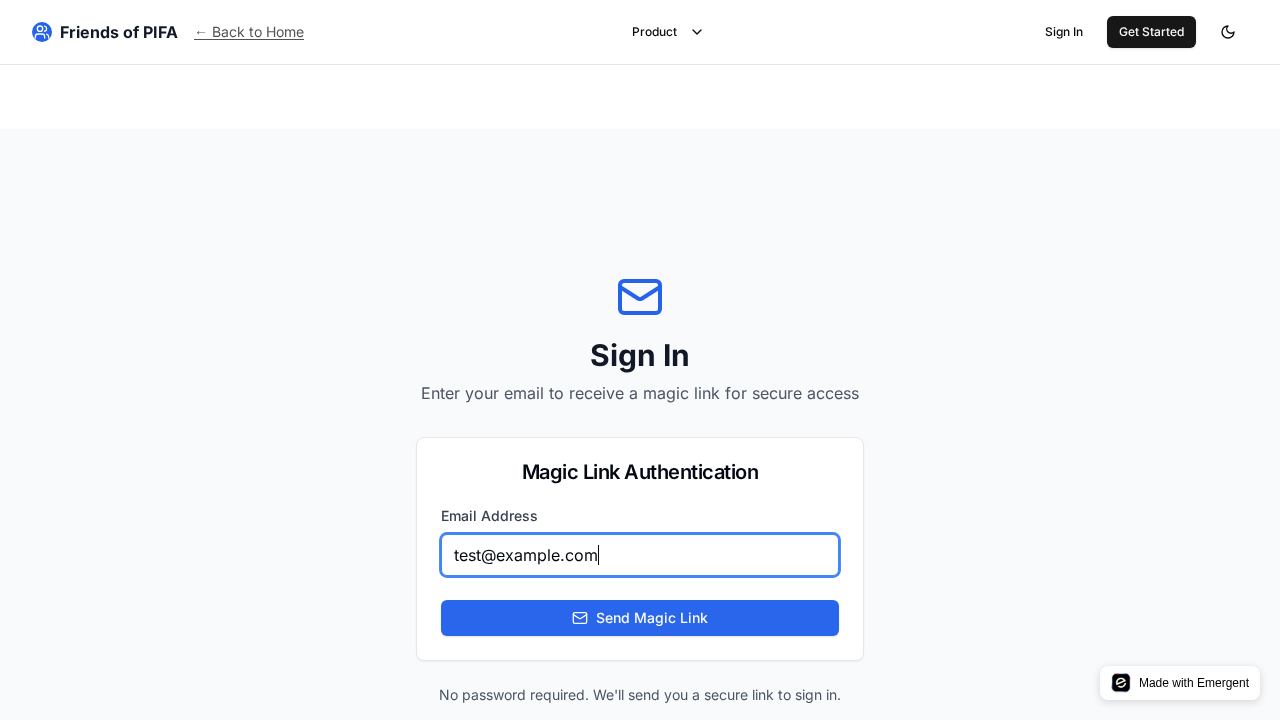 Friends of PIFA
← Back to Home
Product
Sign In
Get Started
Sign In
Enter your email to receive a magic link for secure access
Magic Link Authentication
Email Address
test@example.com
Send Magic Link
No password required. We'll send you a secure link to sign in.
Made with Emergent